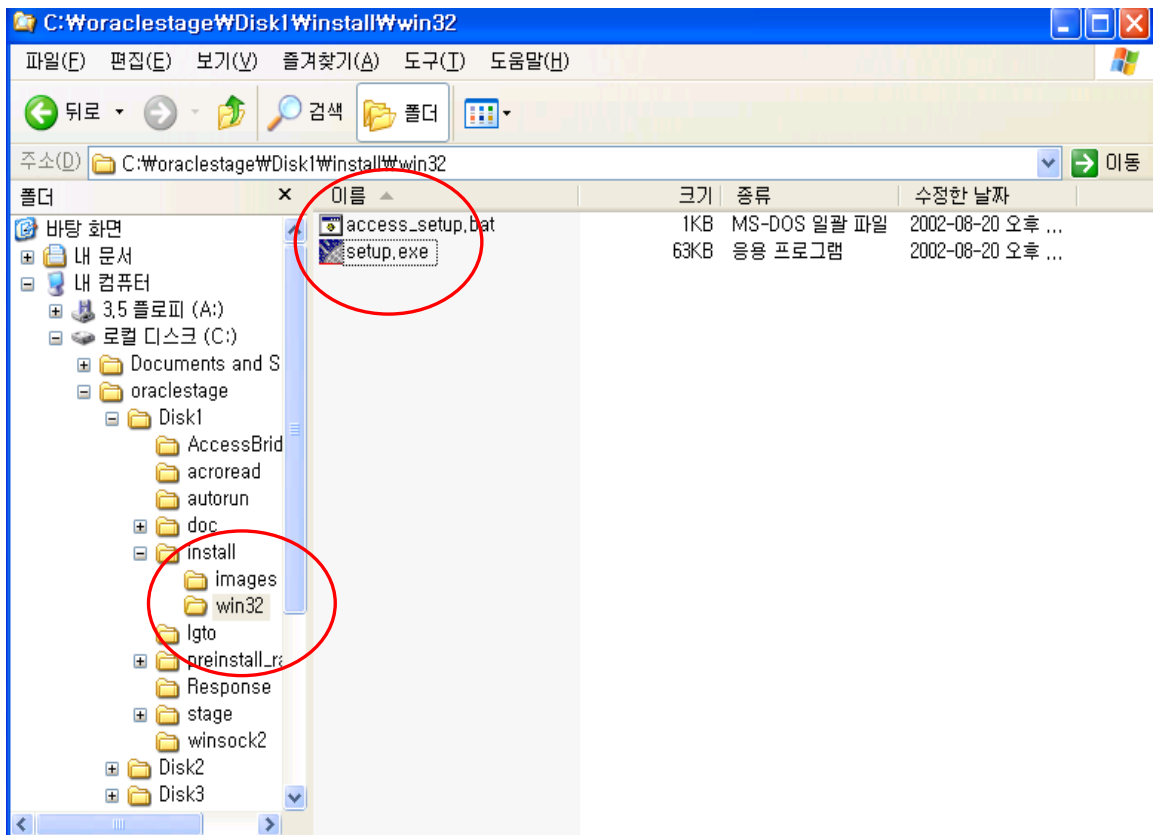 C:₩oraclestage₩Disk1₩install₩win32
파일(F) 편집(E) 보기(V) 즐겨찾기(A) 도구(T) 도움말(H)
뒤로 검색 폴더
주소(D) C:₩oraclestage₩Disk1₩install₩win32 이동
폴더 이름 크기 종류 수정한 날짜
바탕 화면 access_setup.bat 1KB MS-DOS 일괄 파일 2002-08-20 오후 ...
내 문서 setup.exe 63KB 응용 프로그램 2002-08-20 오후 ...
내 컴퓨터
3.5 플로피 (A:)
로컬 디스크 (C:)
Documents and S
oraclestage
Disk1
AccessBrid
acroread
autorun
doc
install
images
win32
lgto
preinstall_ra
Response
stage
winsock2
Disk2
Disk3